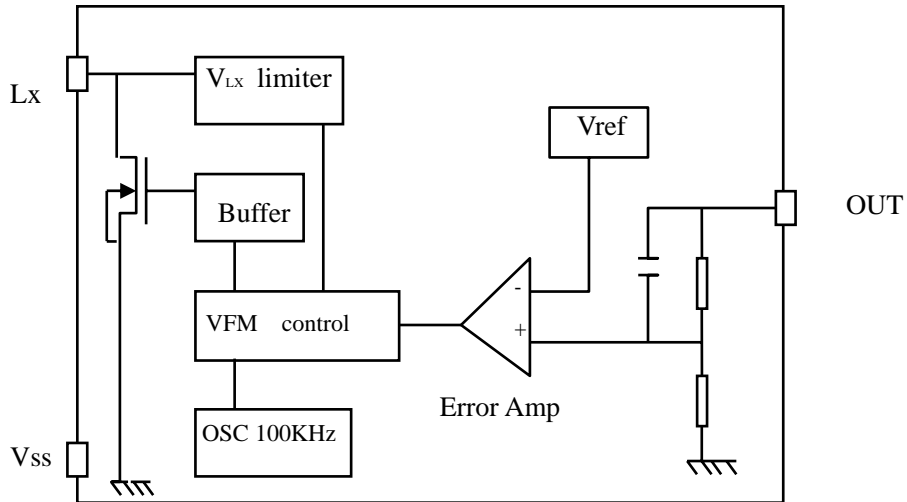 Lx
VLX limiter
Vref
Buffer
OUT
-
+
VFM control
Error Amp
OSC 100KHz
Vss